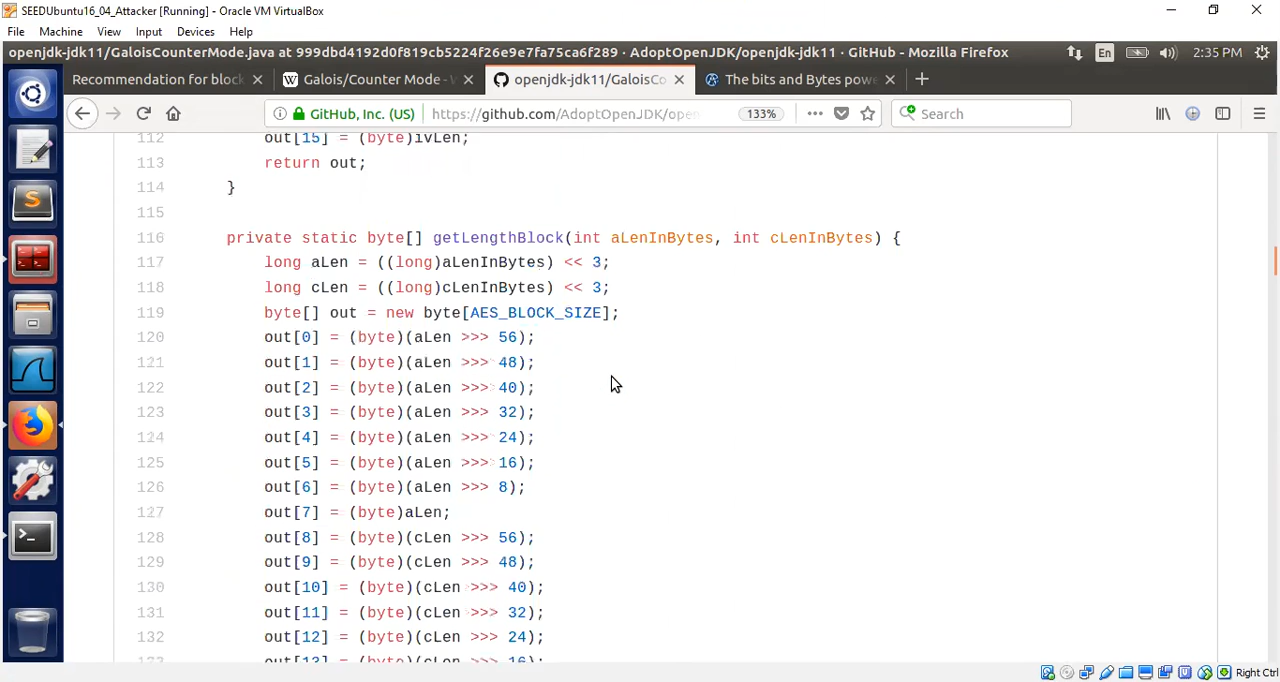 SEEDUbuntu16_04_Attacker [Running] - Oracle VM VirtualBox
File Machine View Input Devices Help
openjdk-jdk11/GaloisCounterMode.java at 999dbd4192d0f819cb5224f26e9e7fa75ca6f289 · AdoptOpenJDK/openjdk-jdk11 · GitHub - Mozilla Firefox En 2:35 PM
Recommendation for block Galois/Counter Mode - openjdk-jdk11/GaloisCo The bits and Bytes pow
GitHub, Inc. (US) https://github.com/AdoptOpenJDK/open 133% Search
112 out[15] = (byte)ivLen;
113 return out;
114 }
115
116 private static byte[] getLengthBlock(int aLenInBytes, int cLenInBytes) {
117 long aLen = ((long)aLenInBytes) << 3;
118 long cLen = ((long)cLenInBytes) << 3;
119 byte[] out = new byte[AES_BLOCK_SIZE];
120 out[0] = (byte)(aLen >>> 56);
121 out[1] = (byte)(aLen >>> 48);
122 out[2] = (byte)(aLen >>> 40);
123 out[3] = (byte)(aLen >>> 32);
124 out[4] = (byte)(aLen >>> 24);
125 out[5] = (byte)(aLen >>> 16);
126 out[6] = (byte)(aLen >>> 8);
127 out[7] = (byte)aLen;
128 out[8] = (byte)(cLen >>> 56);
129 out[9] = (byte)(cLen >>> 48);
130 out[10] = (byte)(cLen >>> 40);
131 out[11] = (byte)(cLen >>> 32);
132 out[12] = (byte)(cLen >>> 24);
133 out[13] = (byte)(cLen >>> 16);
Right Ctrl